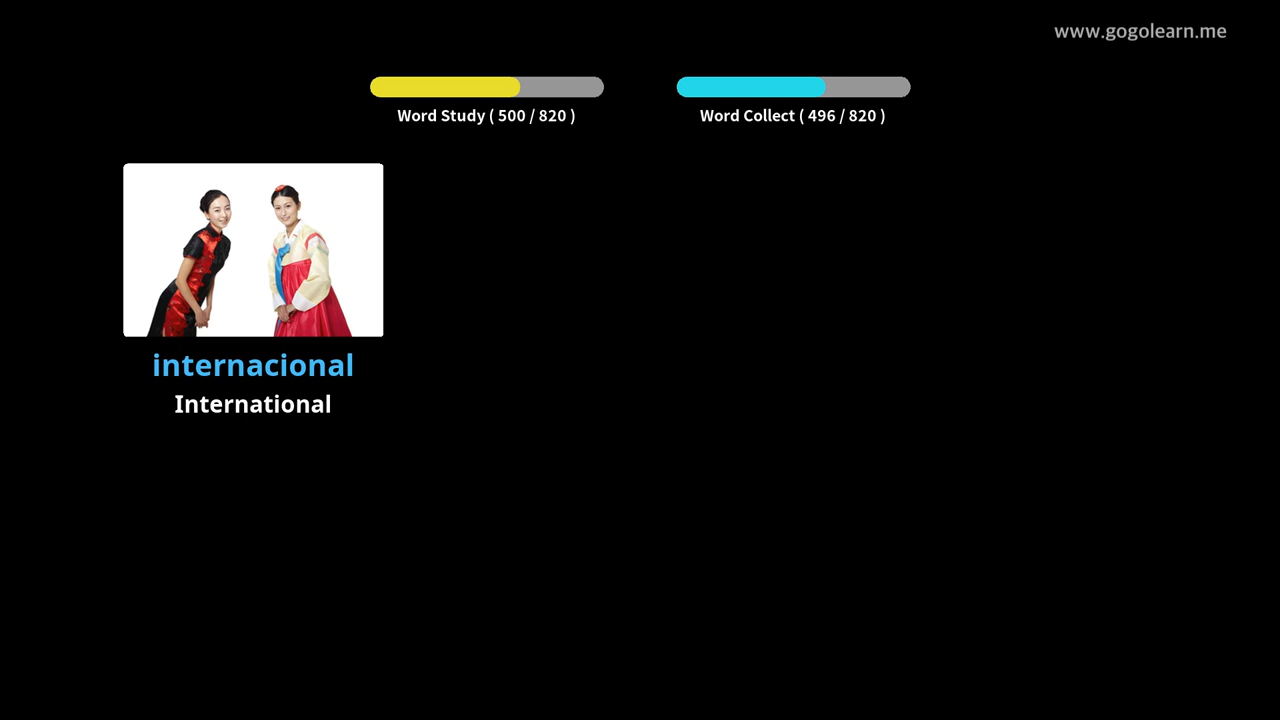 www.gogolearn.me
Word Study ( 500 / 820 )
Word Collect ( 496 / 820 )
internacional
International